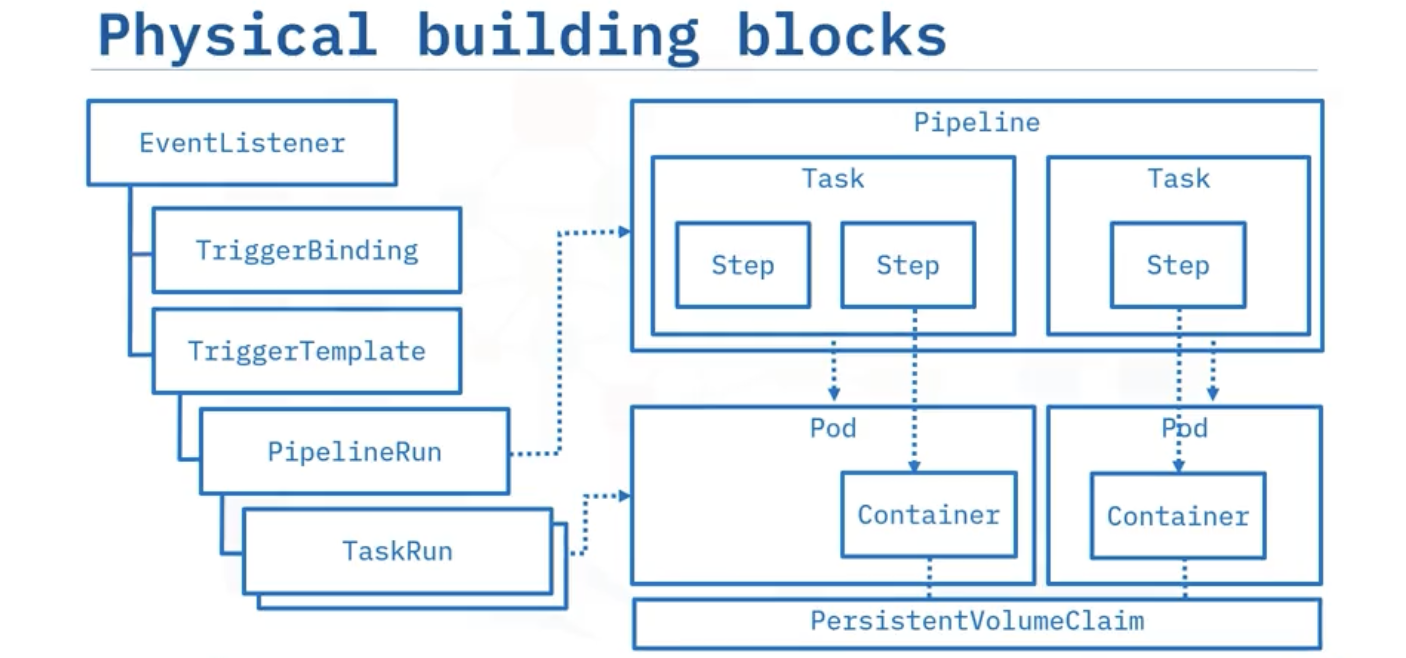 Physical building blocks
EventListener
TriggerBinding
TriggerTemplate
PipelineRun
TaskRun
Pipeline
Task
Task
Step
Step
Step
Pod
Pod
Container
Container
PersistentVolumeClaim